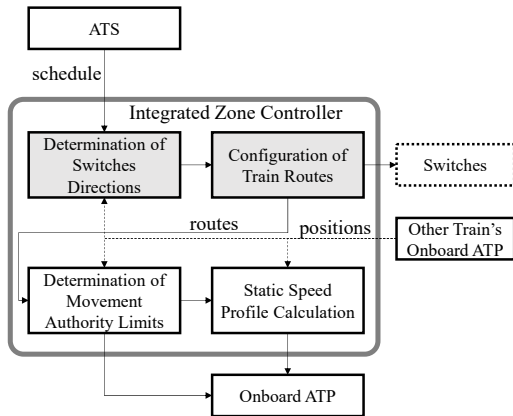 ATS
schedule
Integrated Zone Controller
Determination of
Switches
Directions
Configuration of
Train Routes
Switches
routes
positions
Other Train's
Onboard ATP
Determination of
Movement
Authority Limits
Static Speed
Profile Calculation
Onboard ATP